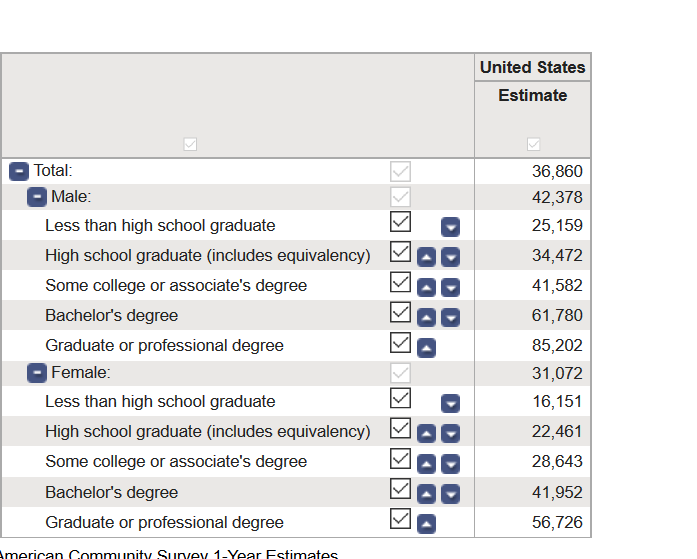 United States
Estimate
Total: 36,860
Male: 42,378
Less than high school graduate 25,159
High school graduate (includes equivalency) 34,472
Some college or associate's degree 41,582
Bachelor's degree 61,780
Graduate or professional degree 85,202
Female: 31,072
Less than high school graduate 16,151
High school graduate (includes equivalency) 22,461
Some college or associate's degree 28,643
Bachelor's degree 41,952
Graduate or professional degree 56,726
American Community Survey 1-Year Estimates